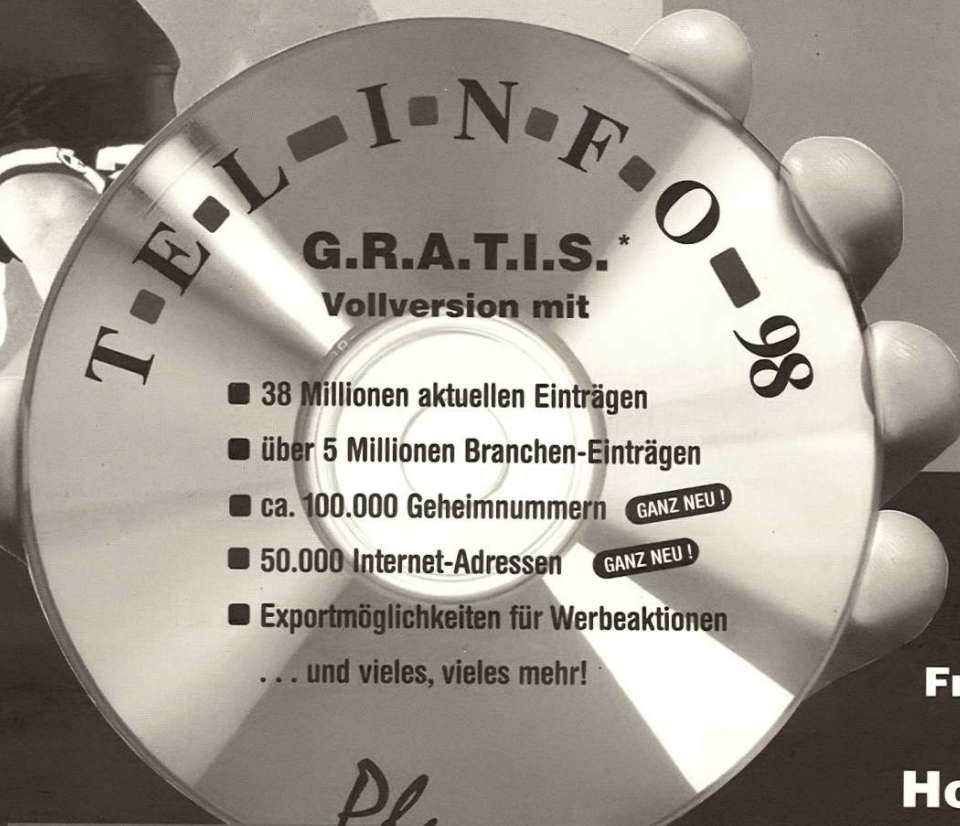 T·E·L·I·N·F·O·98
G.R.A.T.I.S.*
Vollversion mit
■ 38 Millionen aktuellen Einträgen
■ über 5 Millionen Branchen-Einträgen
■ ca. 100.000 Geheimnummern GANZ NEU !
■ 50.000 Internet-Adressen GANZ NEU !
■ Exportmöglichkeiten für Werbeaktionen
. . . und vieles, vieles mehr!